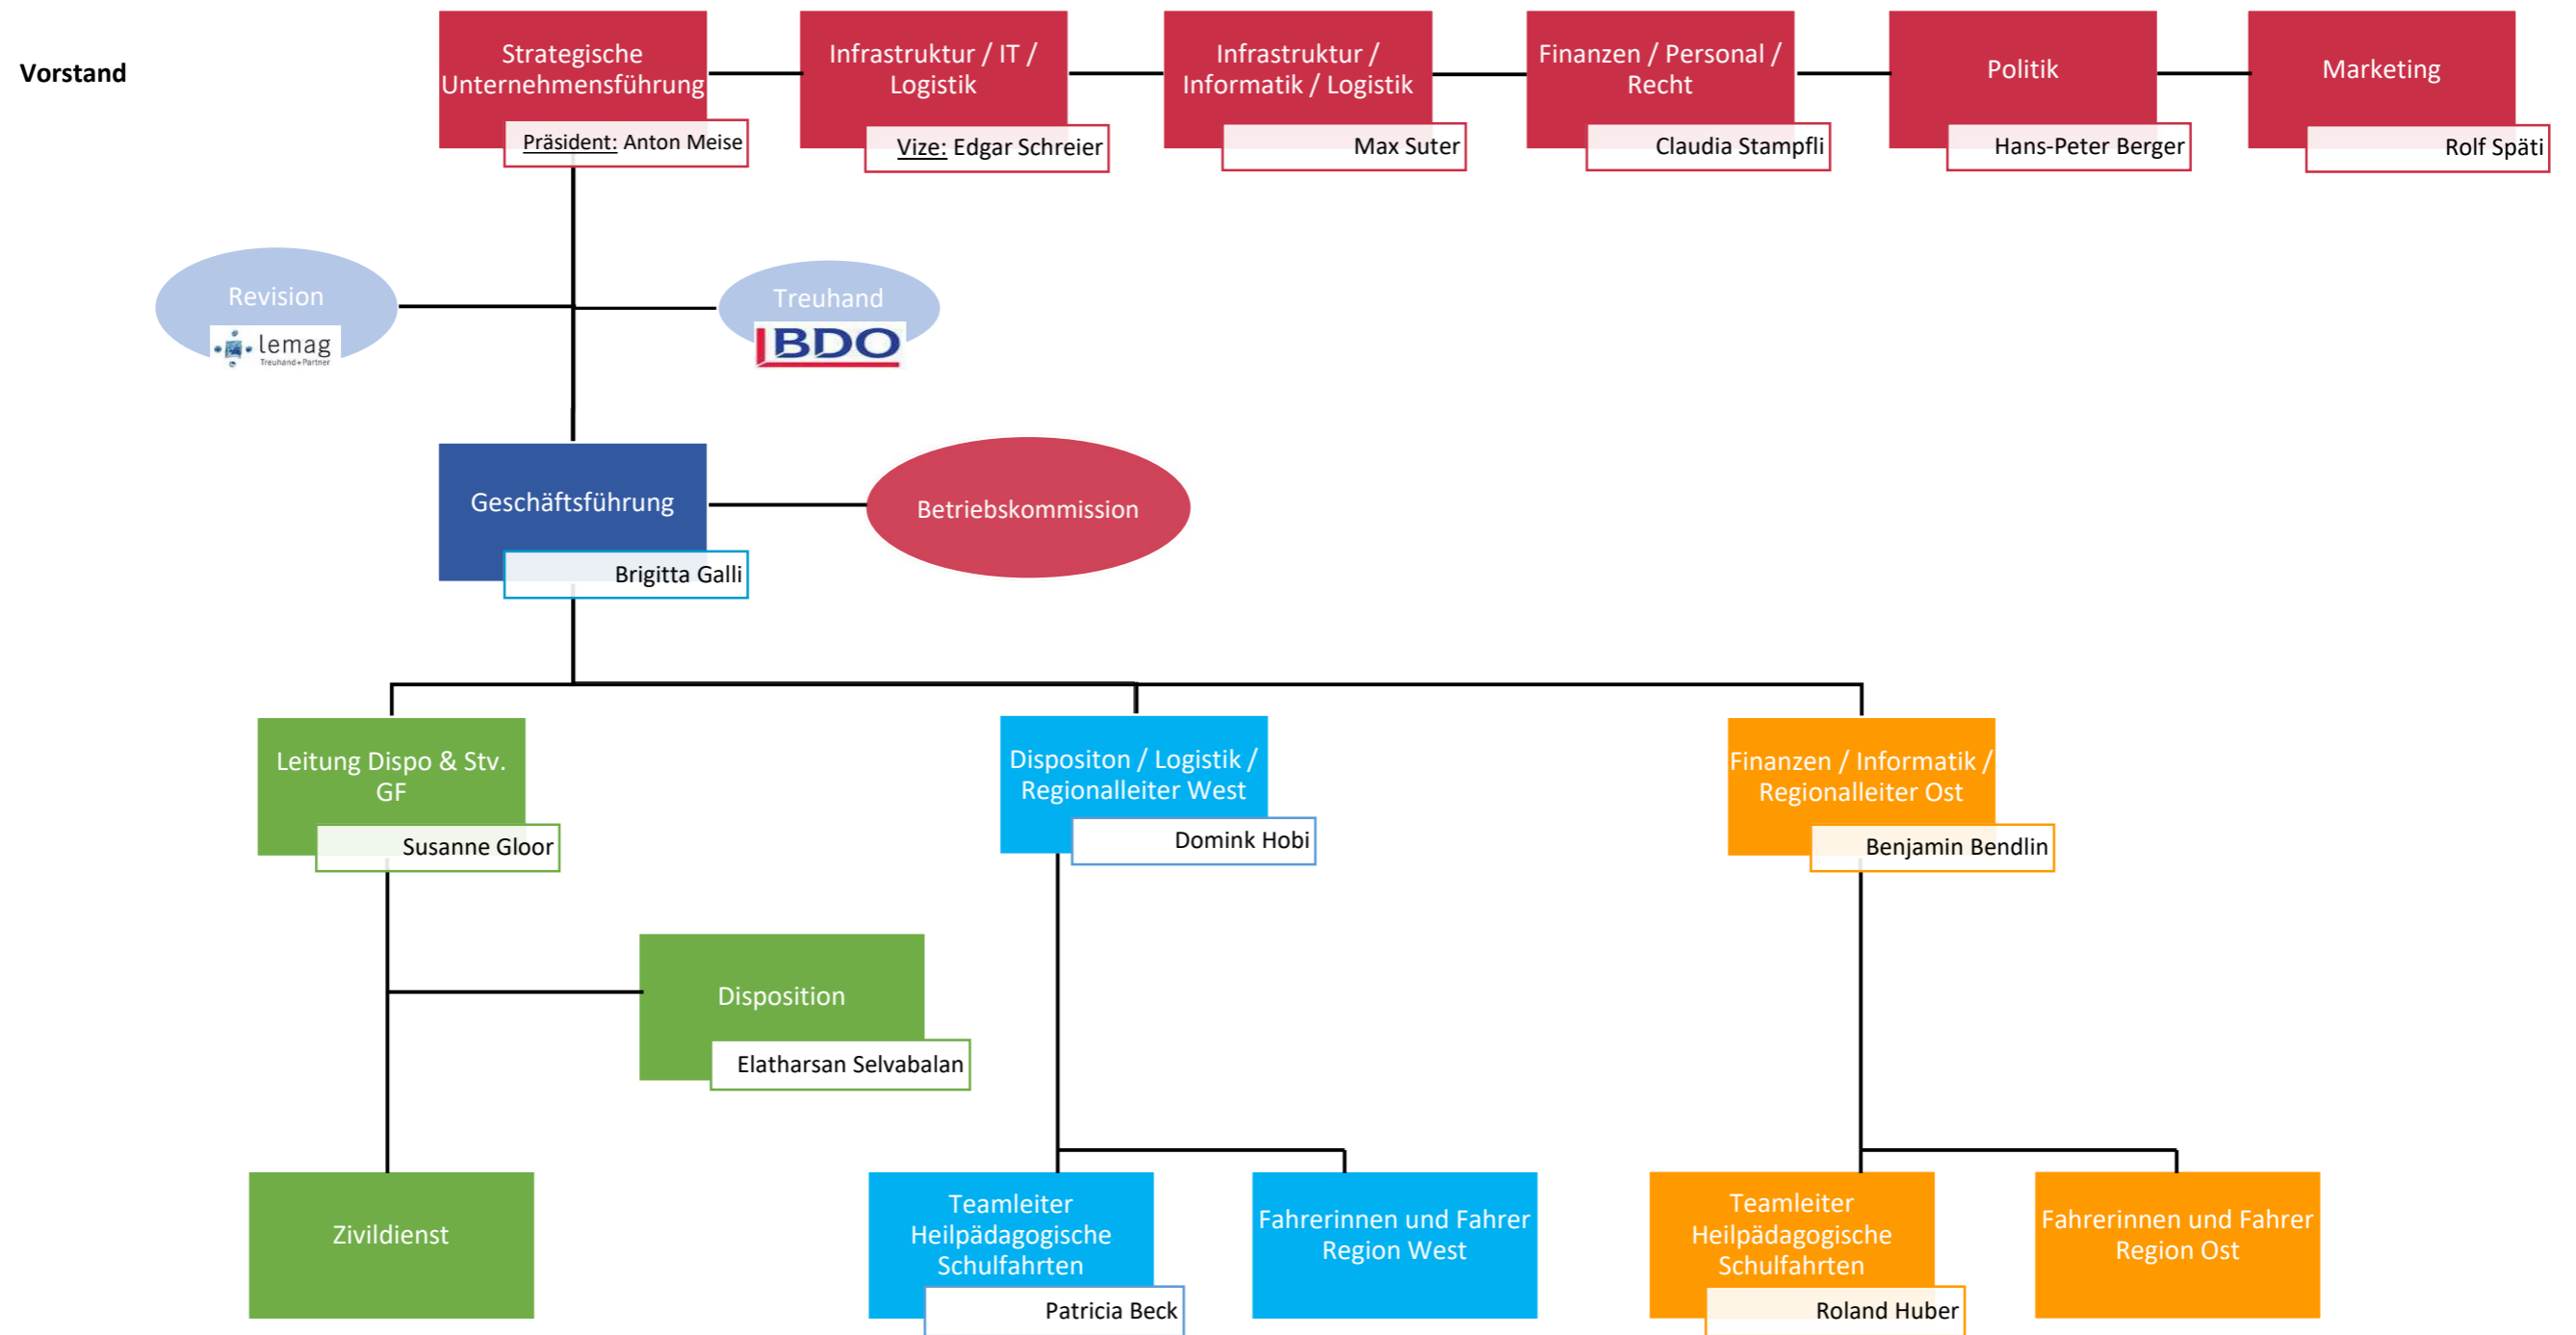 Vorstand
Strategische
Unternehmensführung
Präsident: Anton Meise
Infrastruktur / IT /
Logistik
Vize: Edgar Schreier
Infrastruktur /
Informatik / Logistik
Max Suter
Finanzen / Personal /
Recht
Claudia Stampfli
Politik
Hans-Peter Berger
Marketing
Rolf Späti
Revision
lemag
Treuhand+Partner
Treuhand
BDO
Geschäftsführung
Brigitta Galli
Betriebskommission
Leitung Dispo & Stv.
GF
Susanne Gloor
Dispositon / Logistik /
Regionalleiter West
Domink Hobi
Finanzen / Informatik /
Regionalleiter Ost
Benjamin Bendlin
Disposition
Elatharsan Selvabalan
Zivildienst
Teamleiter
Heilpädagogische
Schulfahrten
Patricia Beck
Fahrerinnen und Fahrer
Region West
Teamleiter
Heilpädagogische
Schulfahrten
Roland Huber
Fahrerinnen und Fahrer
Region Ost